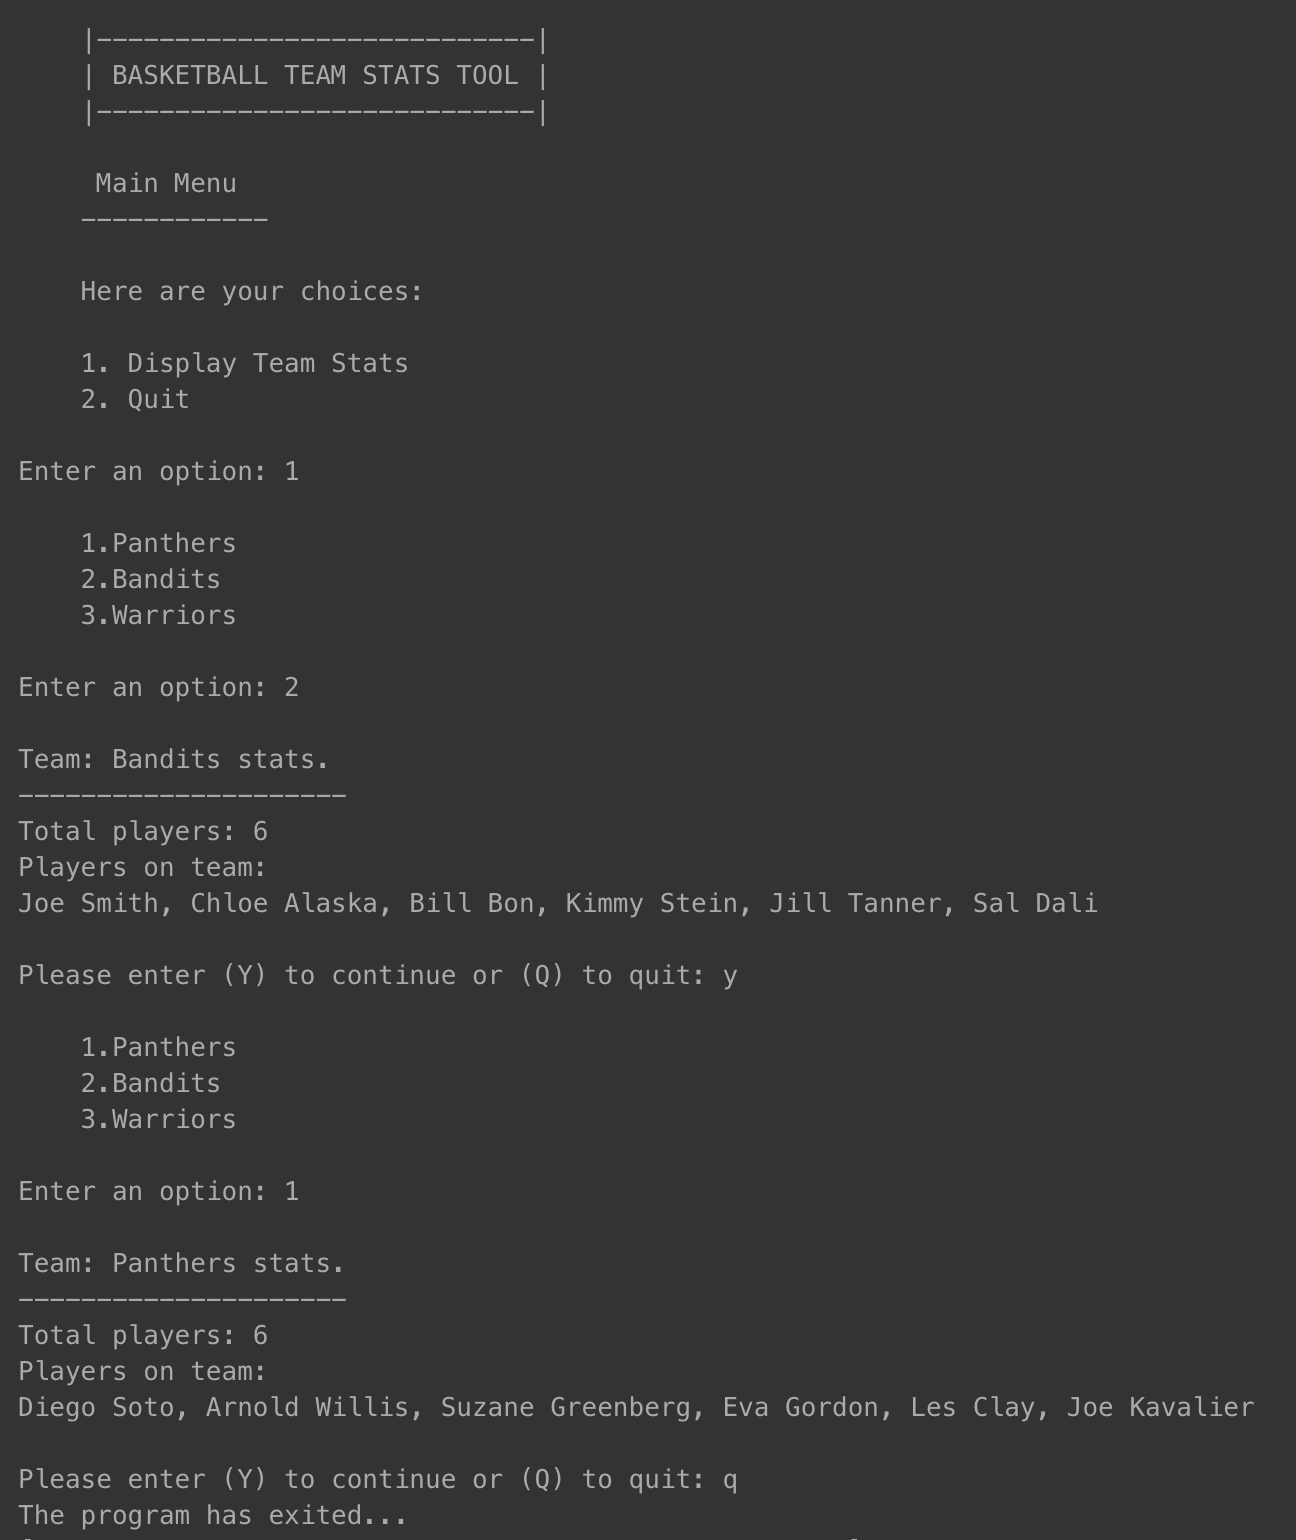 |----------------------------|
| BASKETBALL TEAM STATS TOOL |
|----------------------------|
Main Menu
------------
Here are your choices:
1. Display Team Stats
2. Quit
Enter an option: 1
1.Panthers
2.Bandits
3.Warriors
Enter an option: 2
Team: Bandits stats.
---------------------
Total players: 6
Players on team:
Joe Smith, Chloe Alaska, Bill Bon, Kimmy Stein, Jill Tanner, Sal Dali
Please enter (Y) to continue or (Q) to quit: y
1.Panthers
2.Bandits
3.Warriors
Enter an option: 1
Team: Panthers stats.
---------------------
Total players: 6
Players on team:
Diego Soto, Arnold Willis, Suzane Greenberg, Eva Gordon, Les Clay, Joe Kavalier
Please enter (Y) to continue or (Q) to quit: q
The program has exited...